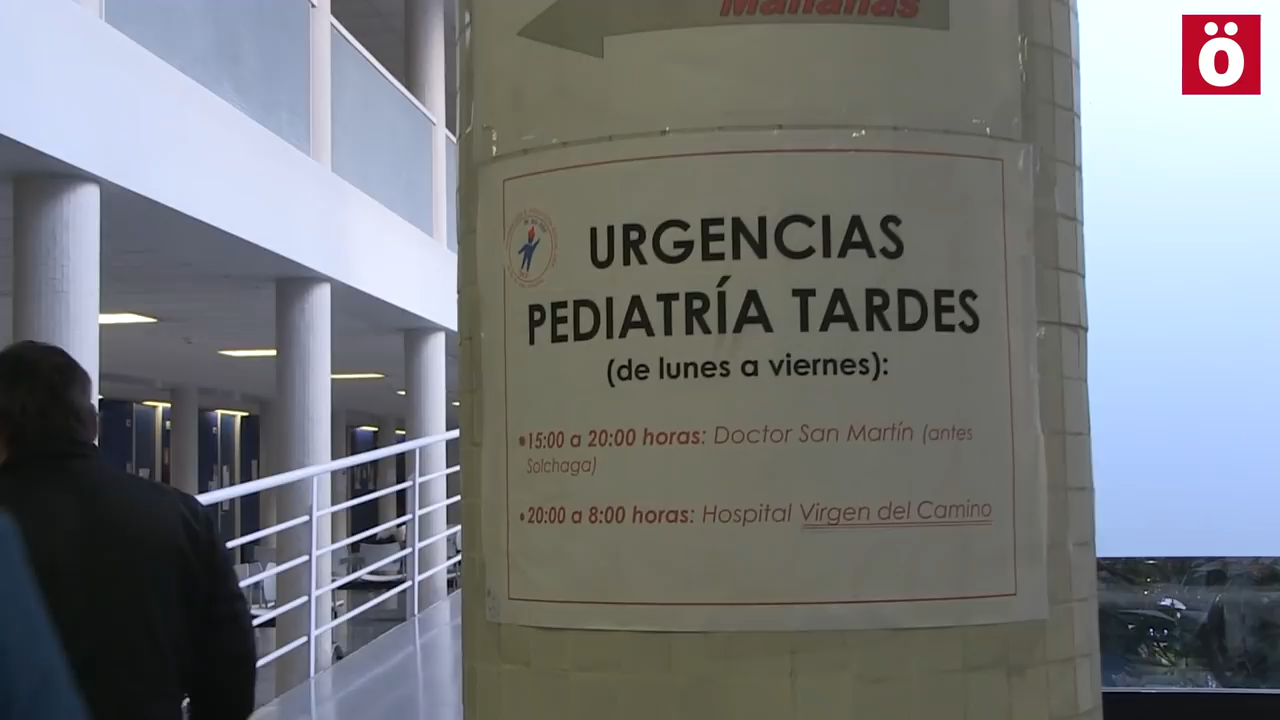 Mañanas
ö
URGENCIAS
PEDIATRÍA TARDES
(de lunes a viernes):
•15:00 a 20:00 horas: Doctor San Martín (antes
Solchaga)
•20:00 a 8:00 horas: Hospital Virgen del Camino